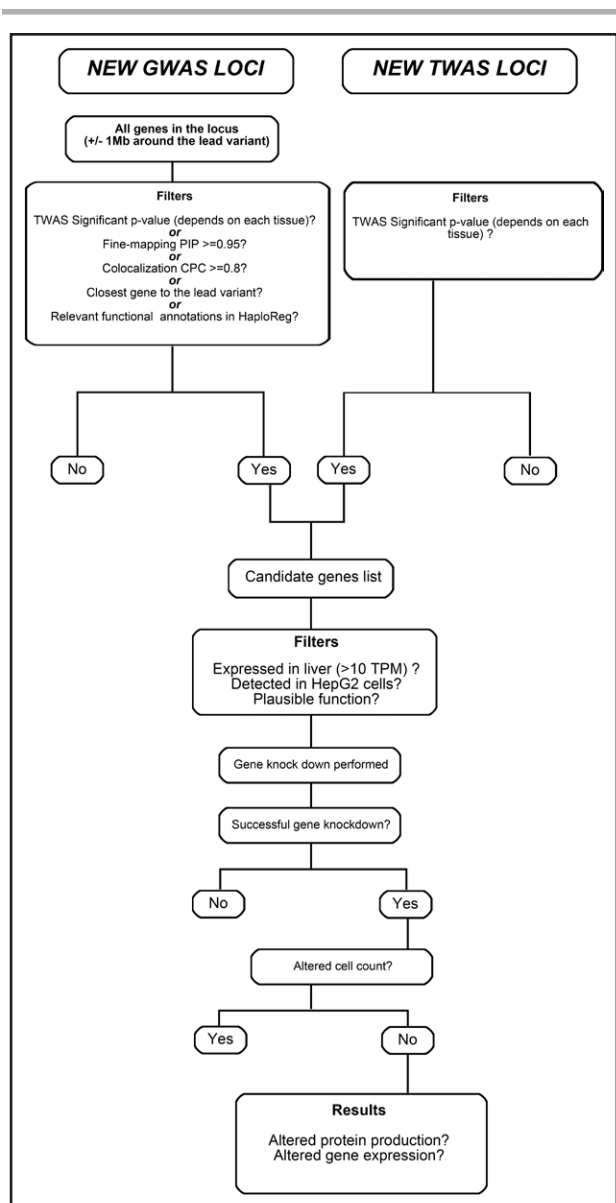 NEW GWAS LOCI
NEW TWAS LOCI
All genes in the locus
(+/- 1Mb around the lead variant)
Filters
TWAS Significant p-value (depends on each tissue)?
or
Fine-mapping PIP >=0.95?
or
Colocalization CPC >=0.8?
or
Closest gene to the lead variant?
or
Relevant functional annotations in HaploReg?
Filters
TWAS Significant p-value (depends on each
tissue) ?
No
Yes
Yes
No
Candidate genes list
Filters
Expressed in liver (>10 TPM) ?
Detected in HepG2 cells?
Plausible function?
Gene knock down performed
Successful gene knockdown?
No
Yes
Altered cell count?
Yes
No
Results
Altered protein production?
Altered gene expression?